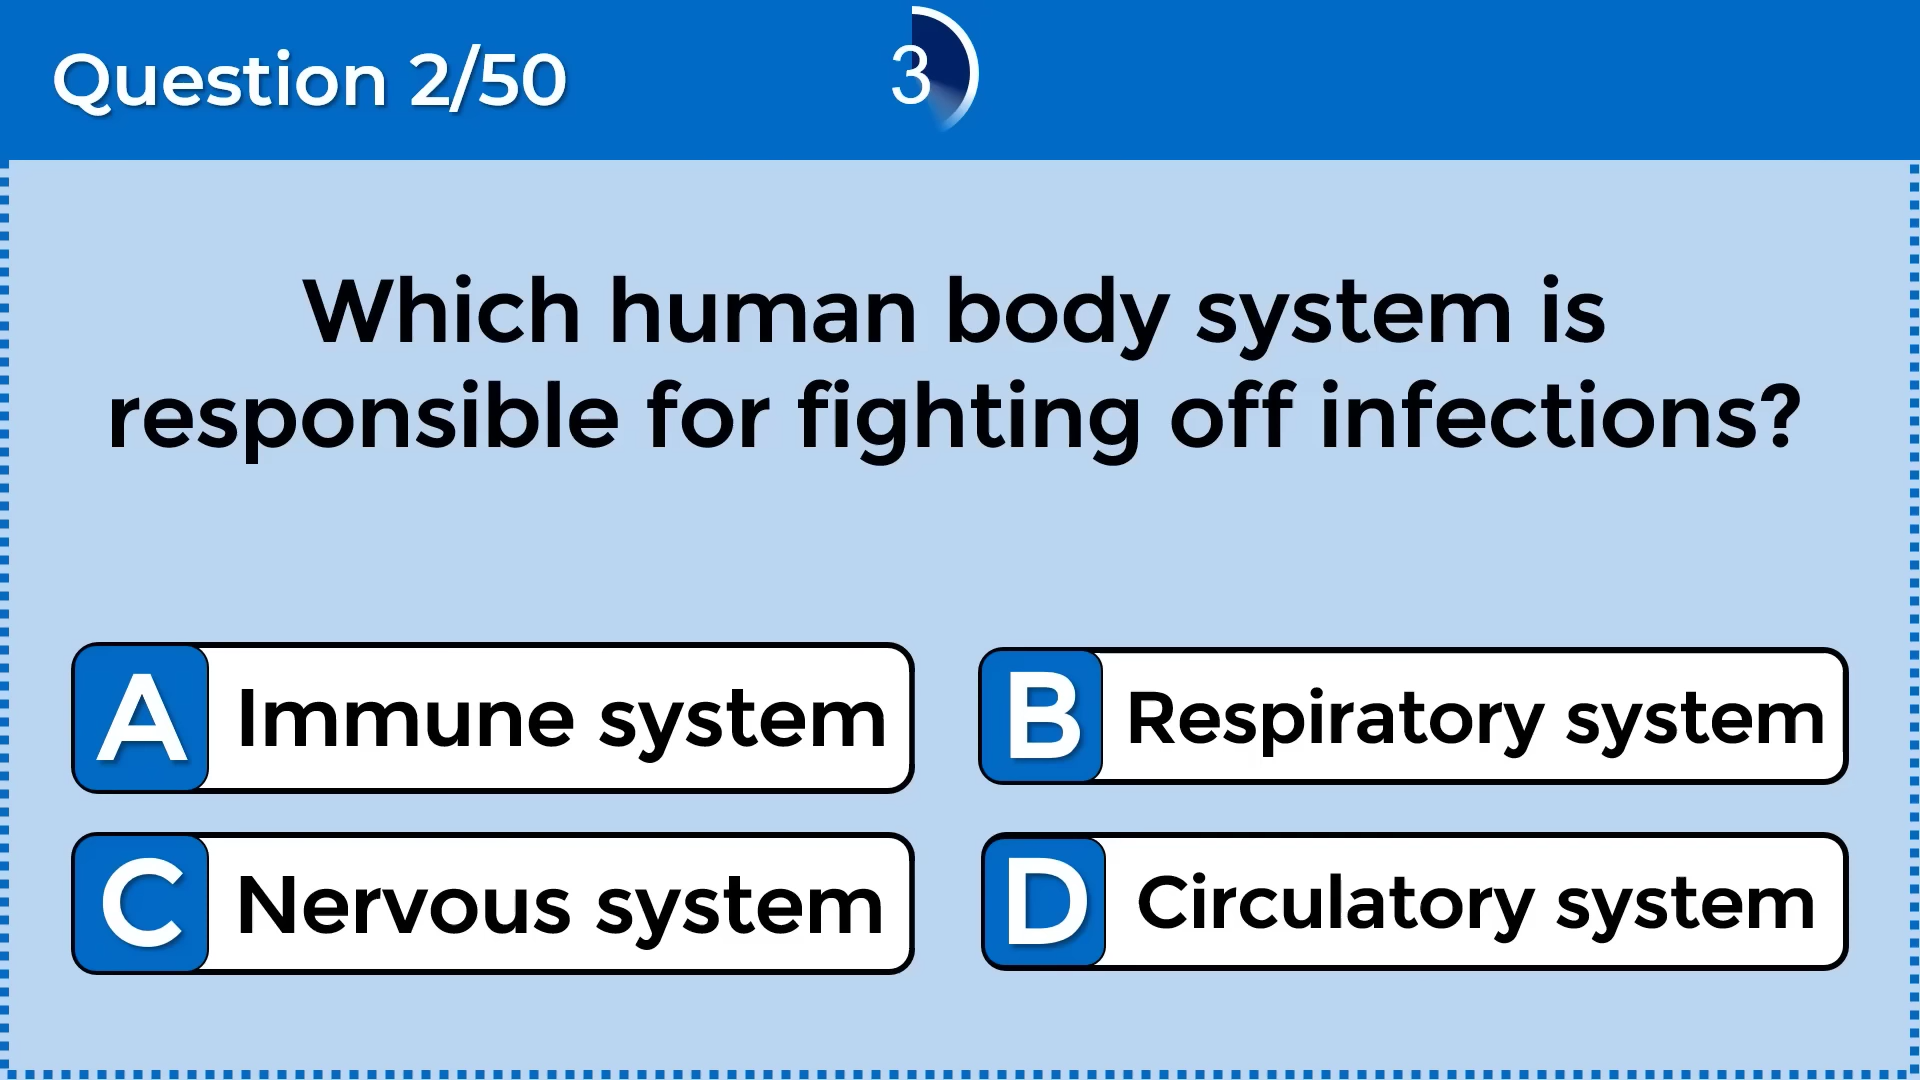 Question 2/50
3
Which human body system is
responsible for fighting off infections?
A Immune system
B Respiratory system
C Nervous system
D Circulatory system